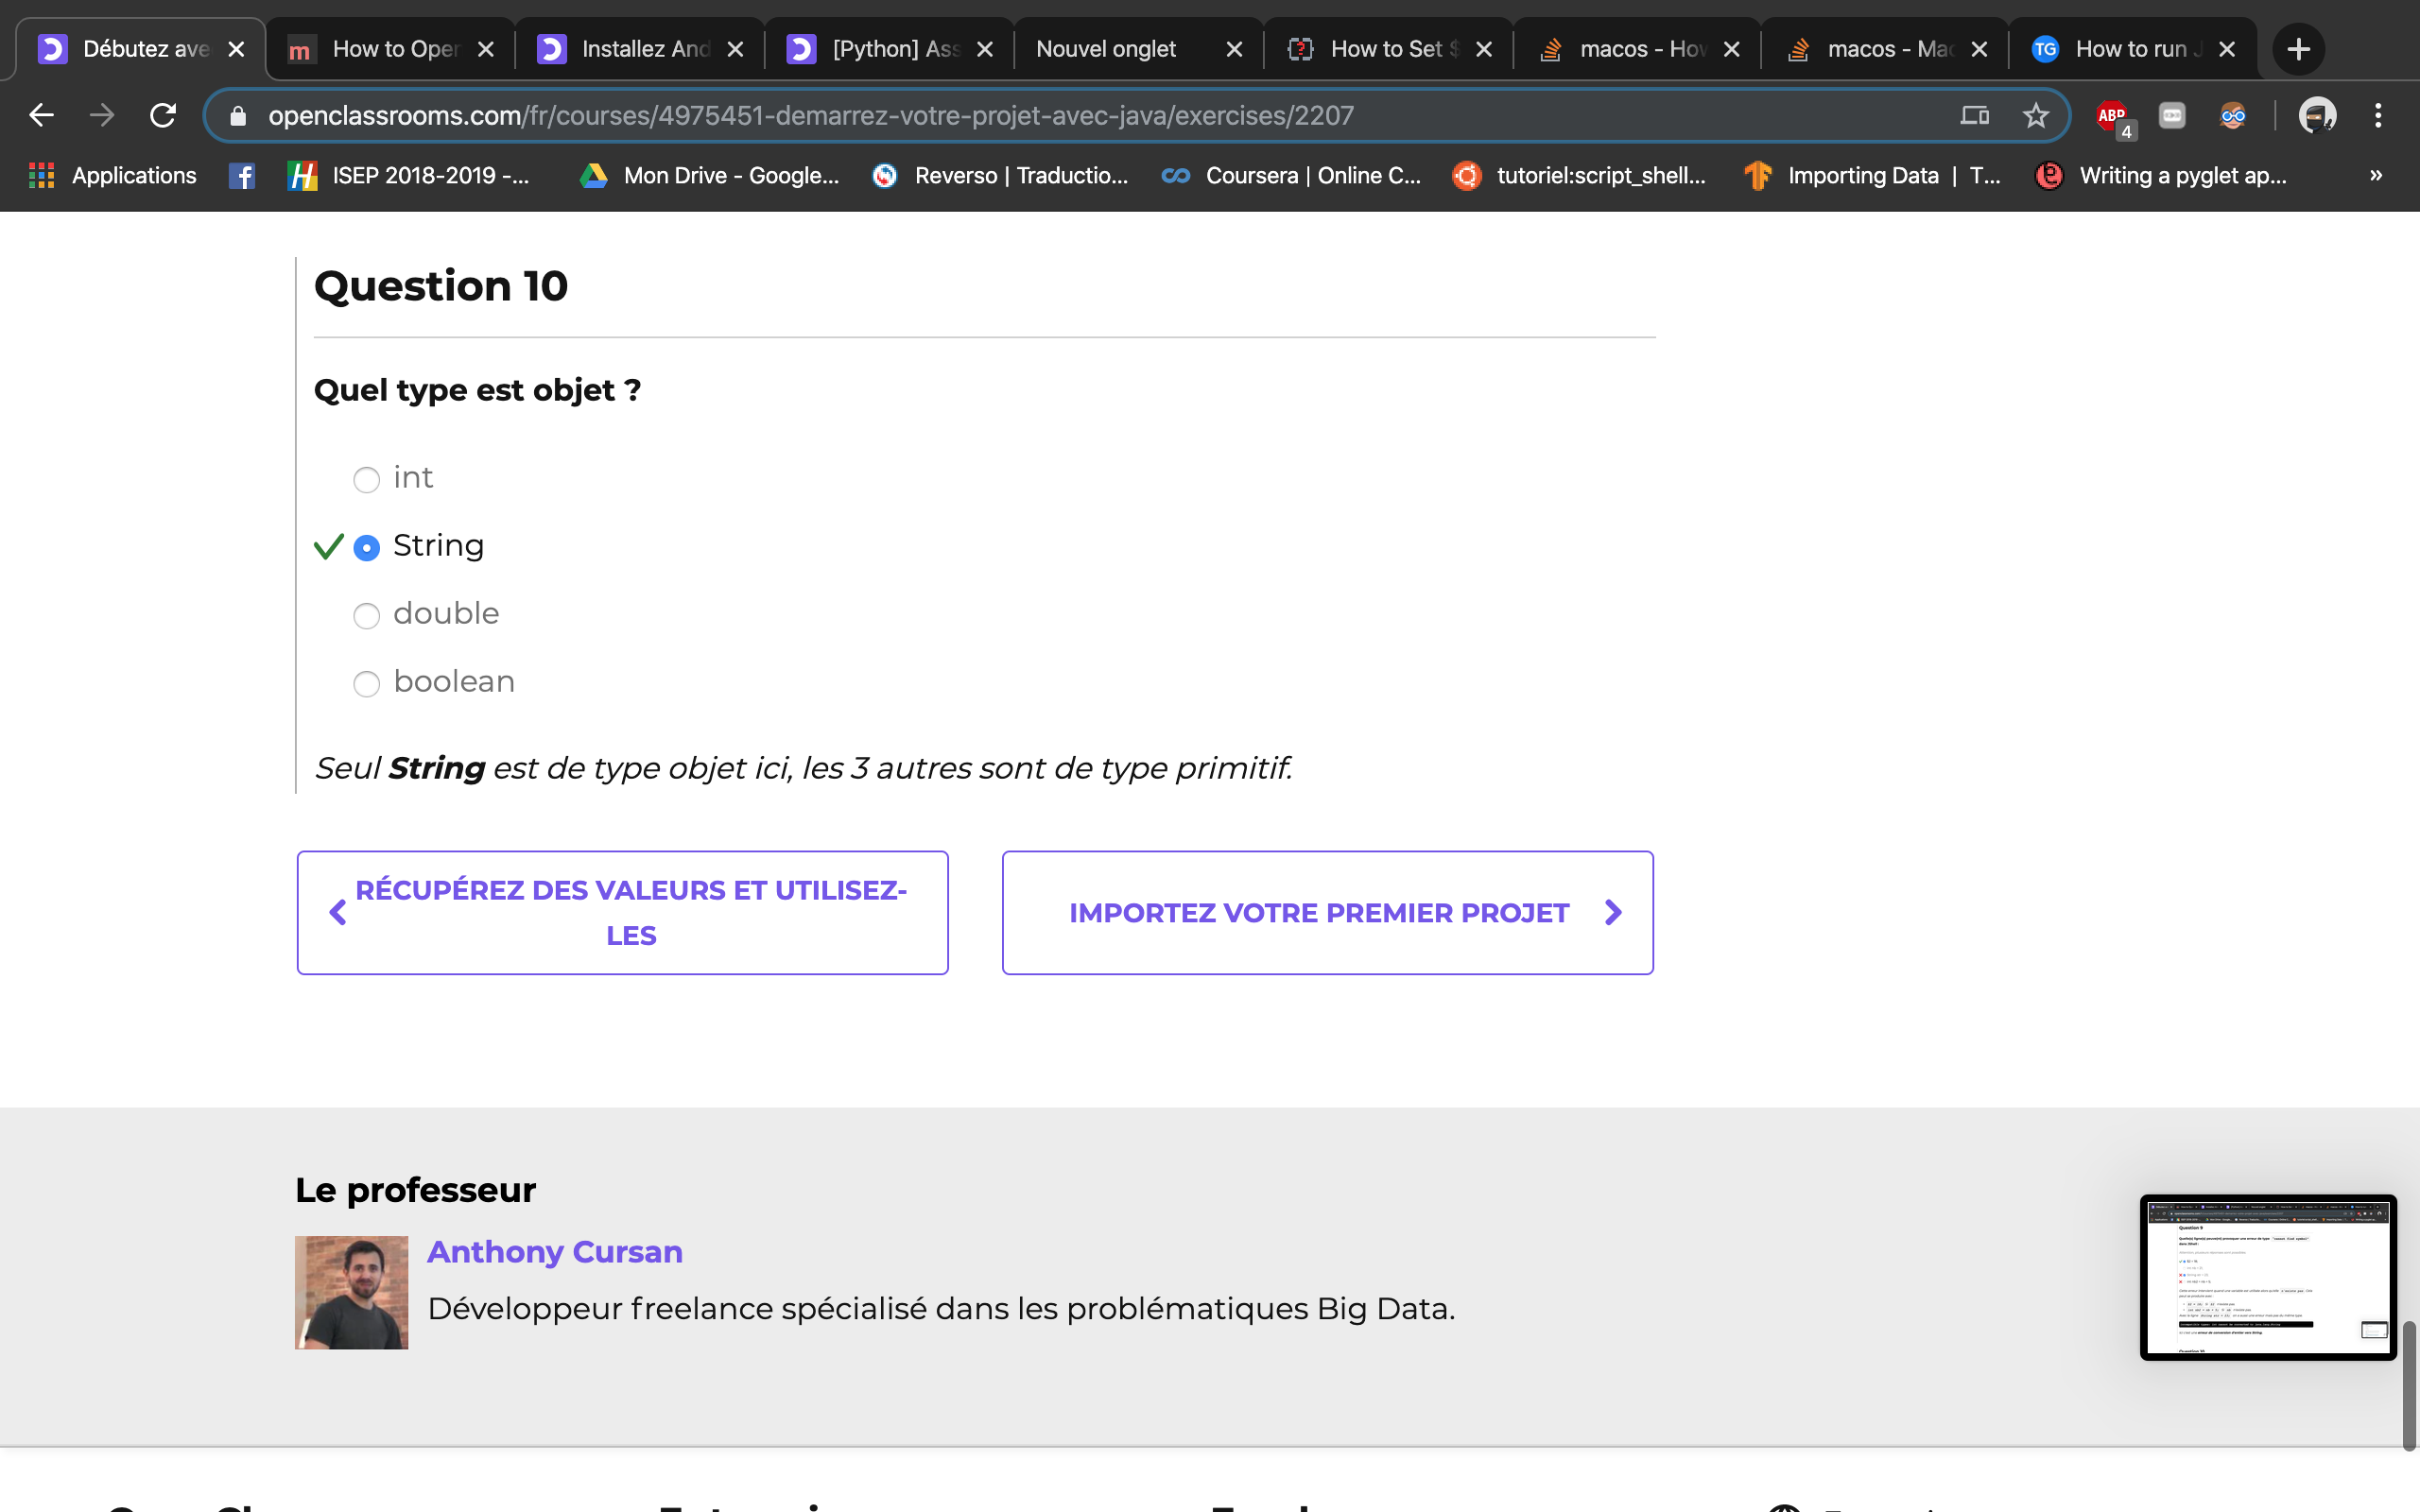 Débutez ave
How to Oper
Installez And
[Python] Ass
Nouvel onglet
How to Set $
macos - How
macos - Mac
TG How to run J
openclassrooms.com/fr/courses/4975451-demarrez-votre-projet-avec-java/exercises/2207
ABP 4
Applications
ISEP 2018-2019 -...
Mon Drive - Google...
Reverso | Traductio...
Coursera | Online C...
tutoriel:script_shell...
Importing Data | T...
Writing a pyglet ap...
»
Question 10
Quel type est objet ?
int
String
double
boolean
Seul String est de type objet ici, les 3 autres sont de type primitif.
RÉCUPÉREZ DES VALEURS ET UTILISEZ-
LES
IMPORTEZ VOTRE PREMIER PROJET
Le professeur
Anthony Cursan
Développeur freelance spécialisé dans les problématiques Big Data.